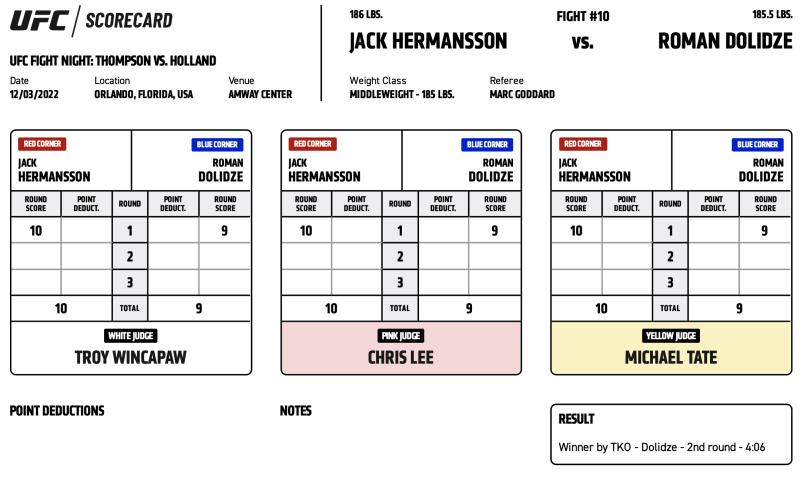 UFC / SCORECARD
UFC FIGHT NIGHT: THOMPSON VS. HOLLAND
Date Location Venue
12/03/2022 ORLANDO, FLORIDA, USA AMWAY CENTER
186 LBS. FIGHT #10 185.5 LBS.
JACK HERMANSSON VS. ROMAN DOLIDZE
Weight Class Referee
MIDDLEWEIGHT - 185 LBS. MARC GODDARD
RED CORNER BLUE CORNER
JACK ROMAN
HERMANSSON DOLIDZE
ROUND POINT ROUND POINT ROUND
SCORE DEDUCT. DEDUCT. SCORE
10 1 9
2
3
10 TOTAL 9
WHITE JUDGE
TROY WINCAPAW
RED CORNER BLUE CORNER
JACK ROMAN
HERMANSSON DOLIDZE
ROUND POINT ROUND POINT ROUND
SCORE DEDUCT. DEDUCT. SCORE
10 1 9
2
3
10 TOTAL 9
PINK JUDGE
CHRIS LEE
RED CORNER BLUE CORNER
JACK ROMAN
HERMANSSON DOLIDZE
ROUND POINT ROUND POINT ROUND
SCORE DEDUCT. DEDUCT. SCORE
10 1 9
2
3
10 TOTAL 9
YELLOW JUDGE
MICHAEL TATE
POINT DEDUCTIONS
NOTES
RESULT
Winner by TKO - Dolidze - 2nd round - 4:06